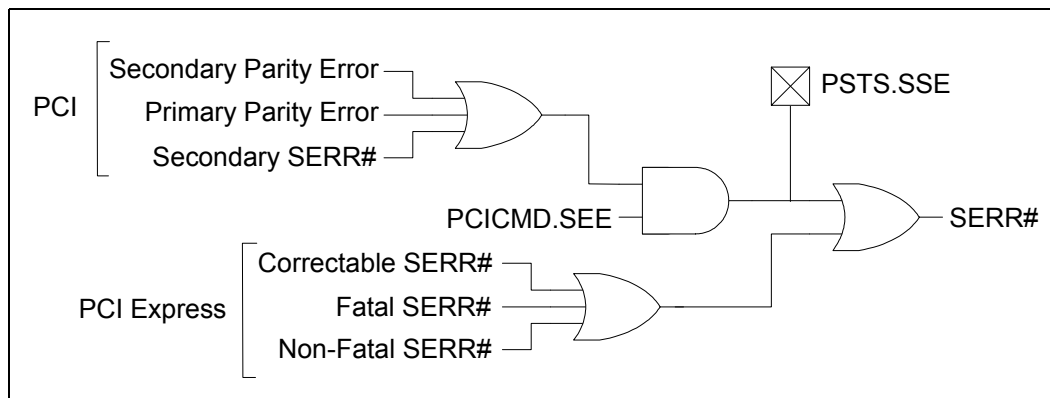 PCI
Secondary Parity Error
Primary Parity Error
Secondary SERR#
PSTS.SSE
PCICMD.SEE
SERR#
PCI Express
Correctable SERR#
Fatal SERR#
Non-Fatal SERR#